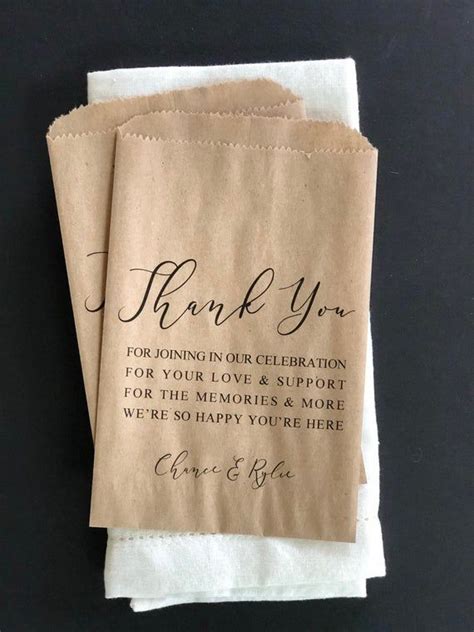 Thank You
FOR JOINING IN OUR CELEBRATION
FOR YOUR LOVE & SUPPORT
FOR THE MEMORIES & MORE
WE'RE SO HAPPY YOU'RE HERE
Chance & Rylie